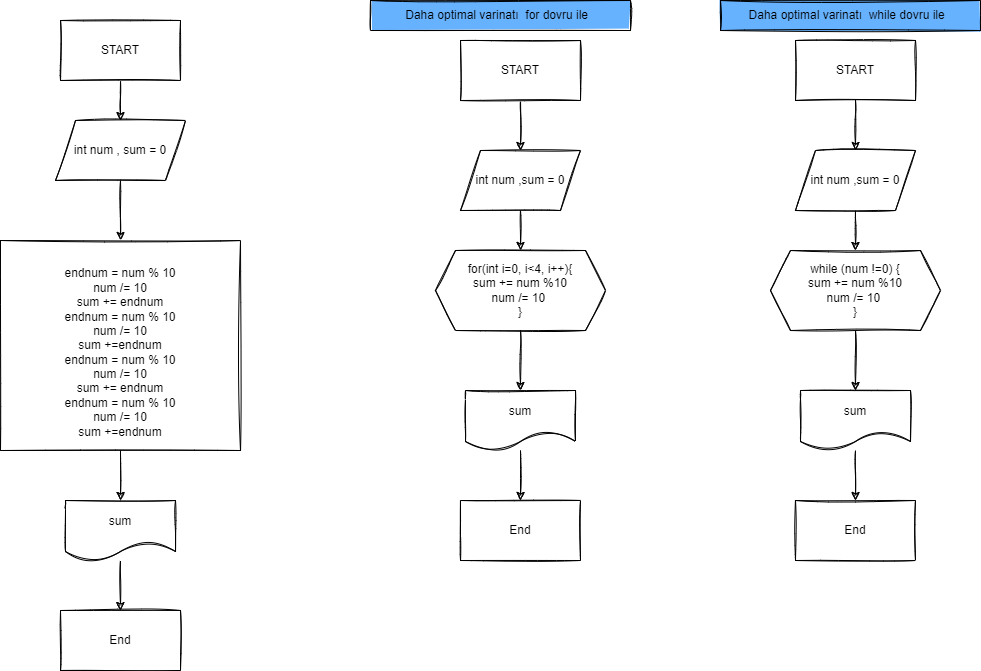 START
int num , sum = 0
endnum = num % 10
num /= 10
sum += endnum
endnum = num % 10
num /= 10
sum +=endnum
endnum = num % 10
num /= 10
sum += endnum
endnum = num % 10
num /= 10
sum +=endnum
sum
End
Daha optimal varinatı  for dovru ile
START
int num ,sum = 0
for(int i=0, i<4, i++){
sum += num %10
num /= 10
}
sum
End
Daha optimal varinatı  while dovru ile
START
int num ,sum = 0
while (num !=0) {
sum += num %10
num /= 10
}
sum
End